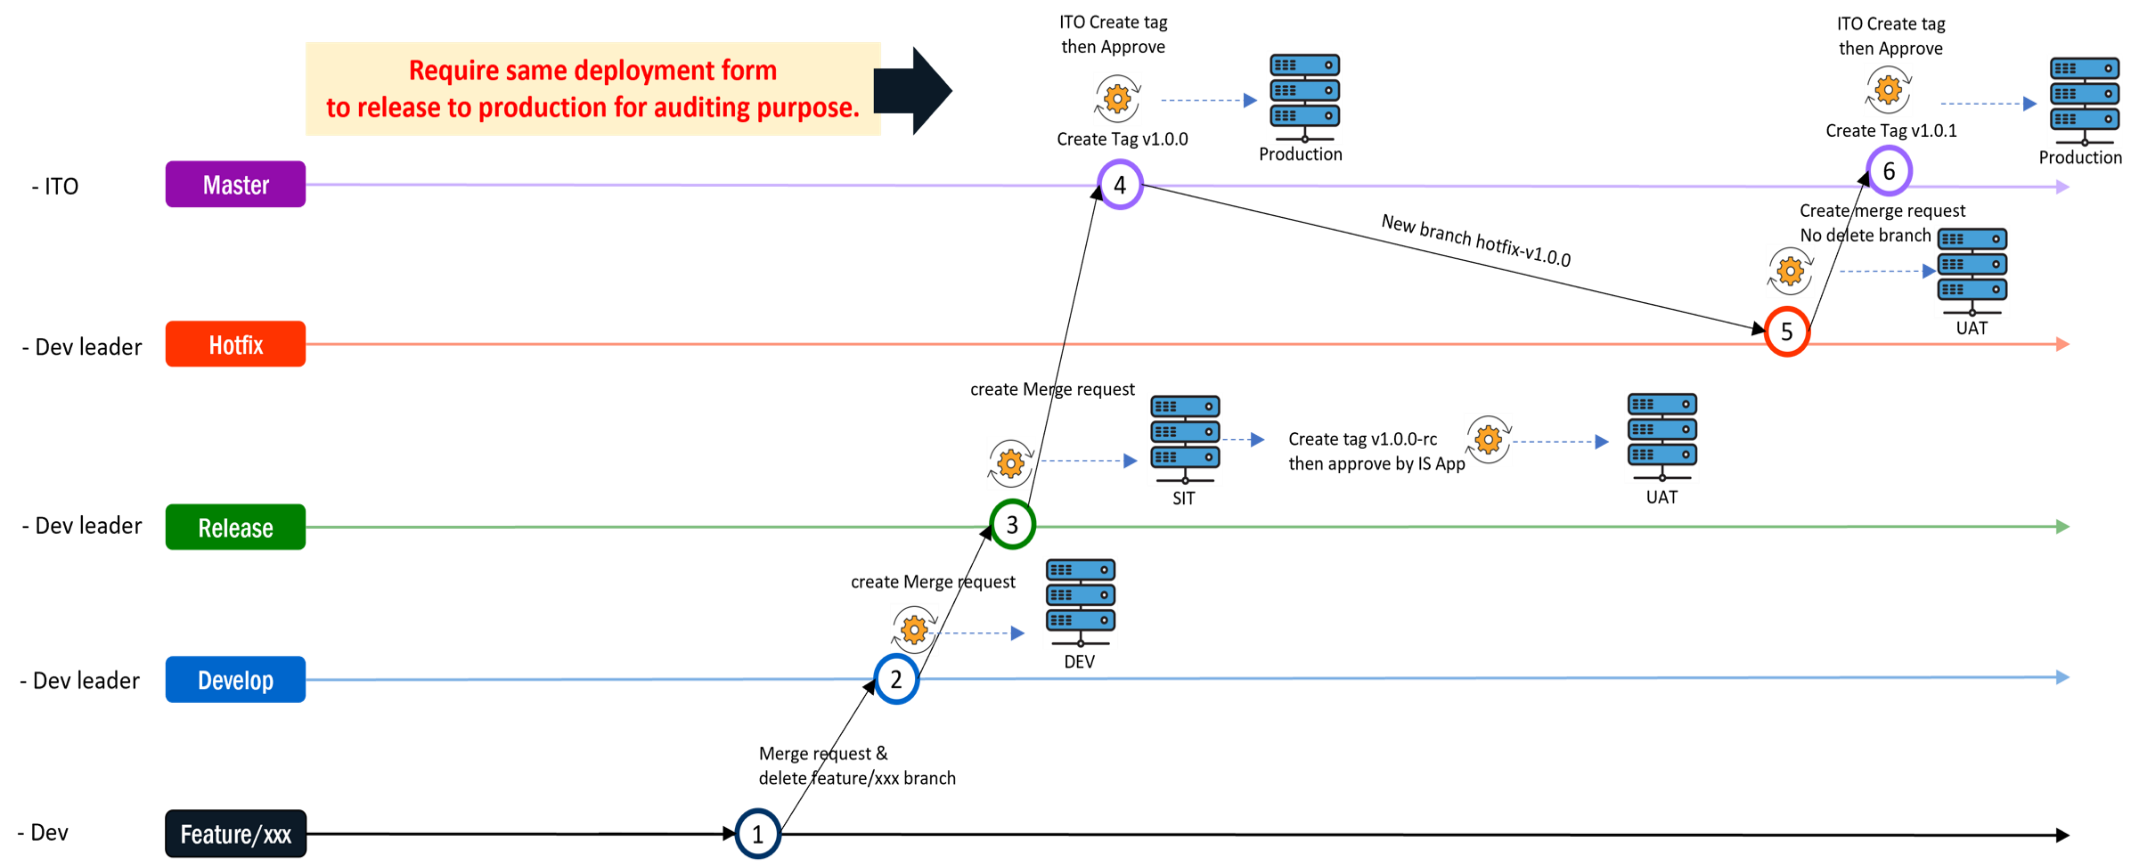 ITO Create tag
then Approve
ITO Create tag
then Approve
Require same deployment form
to release to production for auditing purpose.
Create Tag v1.0.0
Production
Create Tag v1.0.1
Production
- ITO
Master
4
6
New branch hotfix-v1.0.0
Create merge request
No delete branch
UAT
- Dev leader
Hotfix
5
create Merge request
SIT
Create tag v1.0.0-rc
then approve by IS App
UAT
- Dev leader
Release
3
create Merge request
DEV
- Dev leader
Develop
2
Merge request &
delete feature/xxx branch
- Dev
Feature/xxx
1